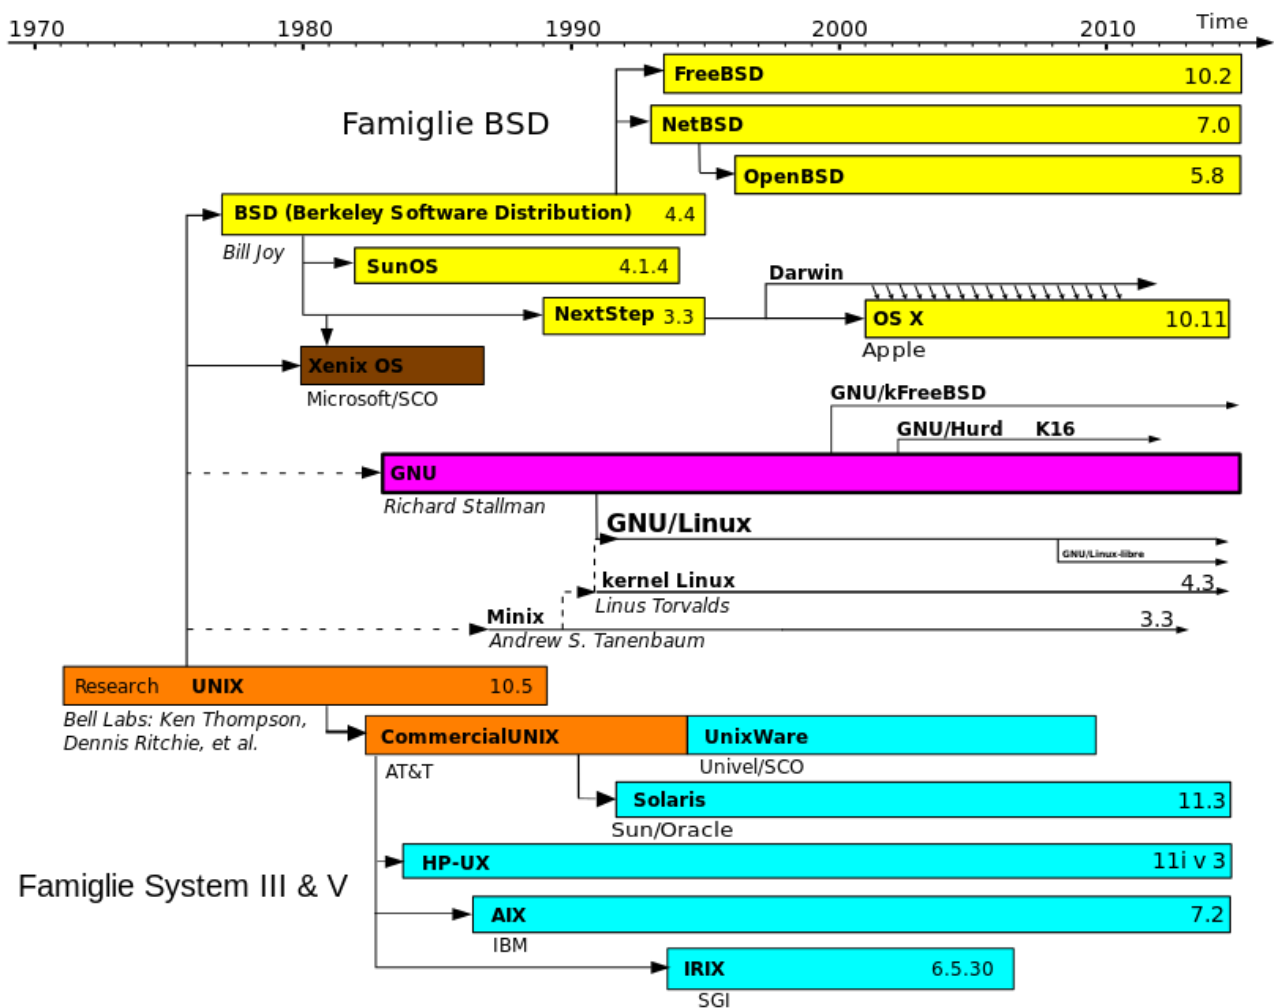 1970 1980 1990 2000 2010 Time
FreeBSD 10.2
Famiglie BSD
NetBSD 7.0
OpenBSD 5.8
BSD (Berkeley Software Distribution) 4.4
Bill Joy
SunOS 4.1.4
Darwin
NextStep 3.3
OS X 10.11
Apple
Xenix OS
Microsoft/SCO
GNU/kFreeBSD
GNU/Hurd K16
GNU
Richard Stallman
GNU/Linux
GNU/Linux-libre
kernel Linux 4.3
Linus Torvalds
Minix 3.3
Andrew S. Tanenbaum
Research UNIX 10.5
Bell Labs: Ken Thompson,
Dennis Ritchie, et al.
CommercialUNIX UnixWare
AT&T
Univel/SCO
Solaris 11.3
Sun/Oracle
HP-UX 11i v 3
Famiglie System III & V
AIX 7.2
IBM
IRIX 6.5.30
SGI